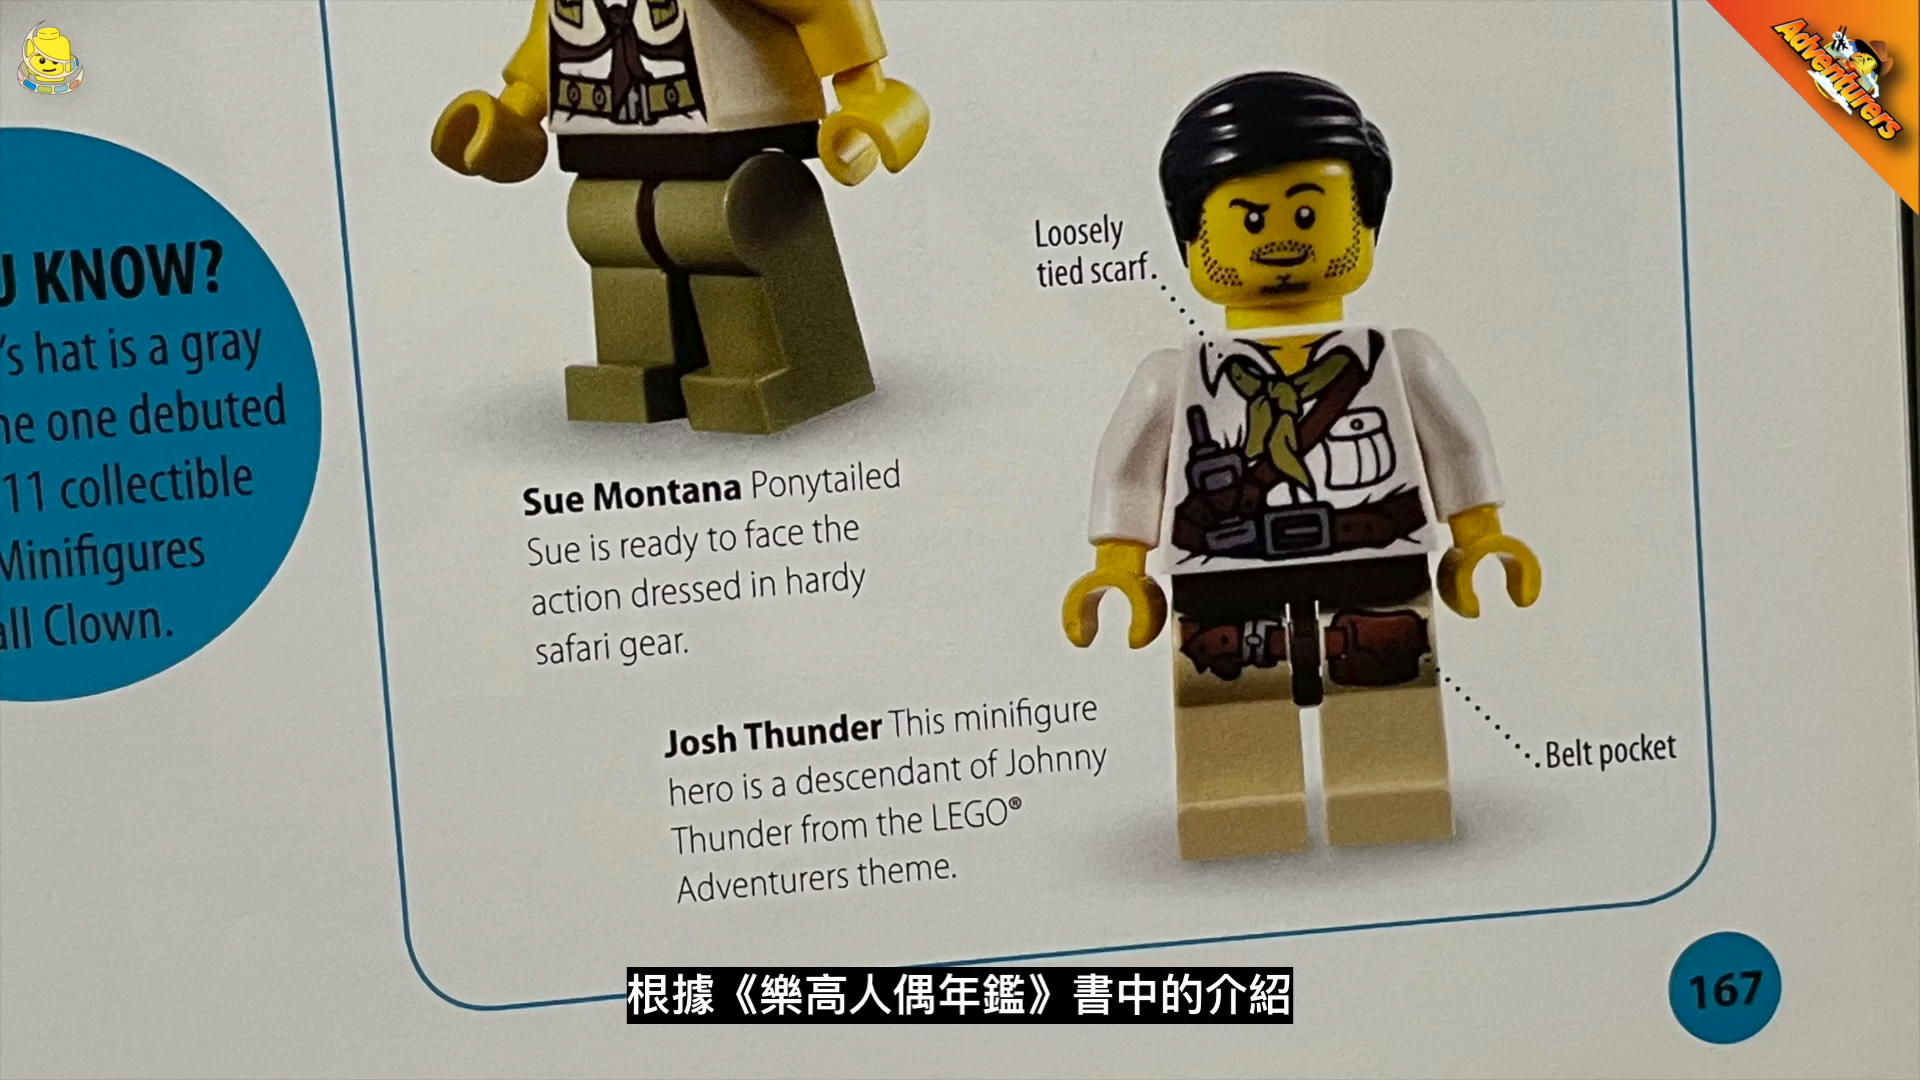 Adventurers
U KNOW?
's hat is a gray
ne one debuted
11 collectible
Minifigures
all Clown.
Loosely
tied scarf.
Sue Montana Ponytailed
Sue is ready to face the
action dressed in hardy
safari gear.
Josh Thunder This minifigure
hero is a descendant of Johnny
Thunder from the LEGO®
Adventurers theme.
Belt pocket
167
根據《樂高人偶年鑑》書中的介紹